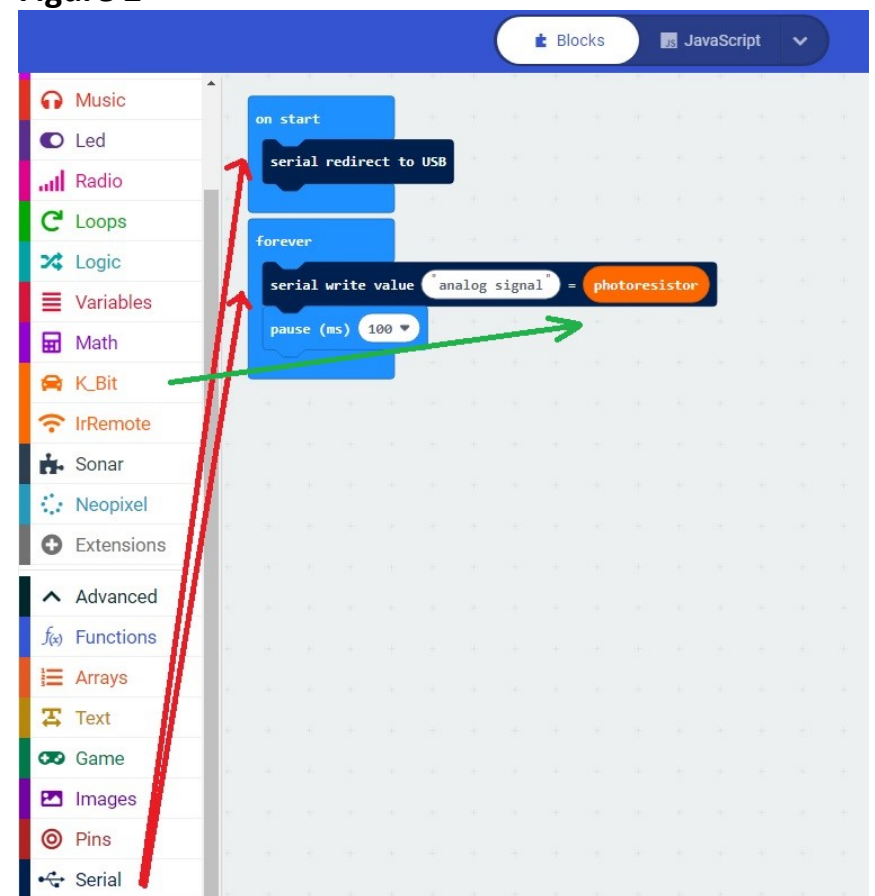 Blocks
JS JavaScript
Music
Led
Radio
Loops
Logic
Variables
Math
K_Bit
IrRemote
Sonar
Neopixel
Extensions
Advanced
f(x) Functions
Arrays
Text
Game
Images
Pins
Serial
on start
serial redirect to USB
forever
serial write value "analog signal" = photoresistor
pause (ms) 100